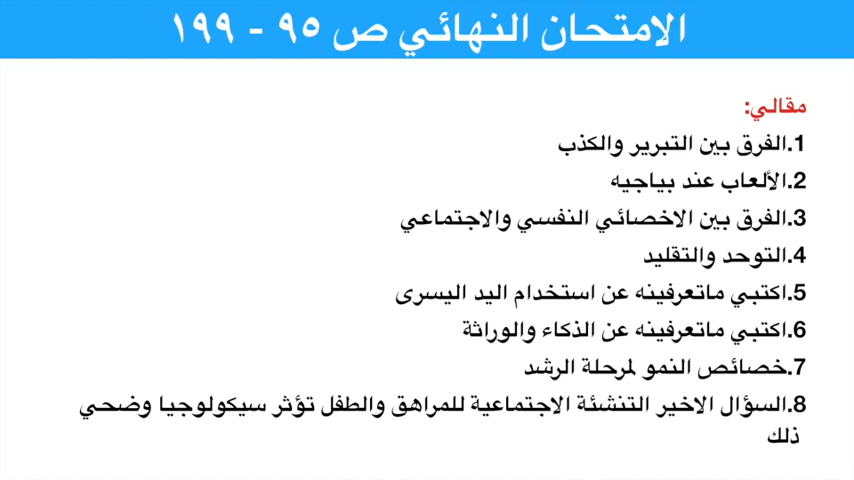 الامتحان النهائي ص ٩٥ - ١٩٩
مقالي:
1.الفرق بين التبرير والكذب
2.الألعاب عند بياجيه
3.الفرق بين الاخصائي النفسي والاجتماعي
4.التوحد والتقليد
5.اكتبي ماتعرفينه عن استخدام اليد اليسرى
6.اكتبي ماتعرفينه عن الذكاء والوراثة
7.خصائص النمو لمرحلة الرشد
8.السؤال الاخير التنشئة الاجتماعية للمراهق والطفل تؤثر سيكولوجيا وضحي
ذلك